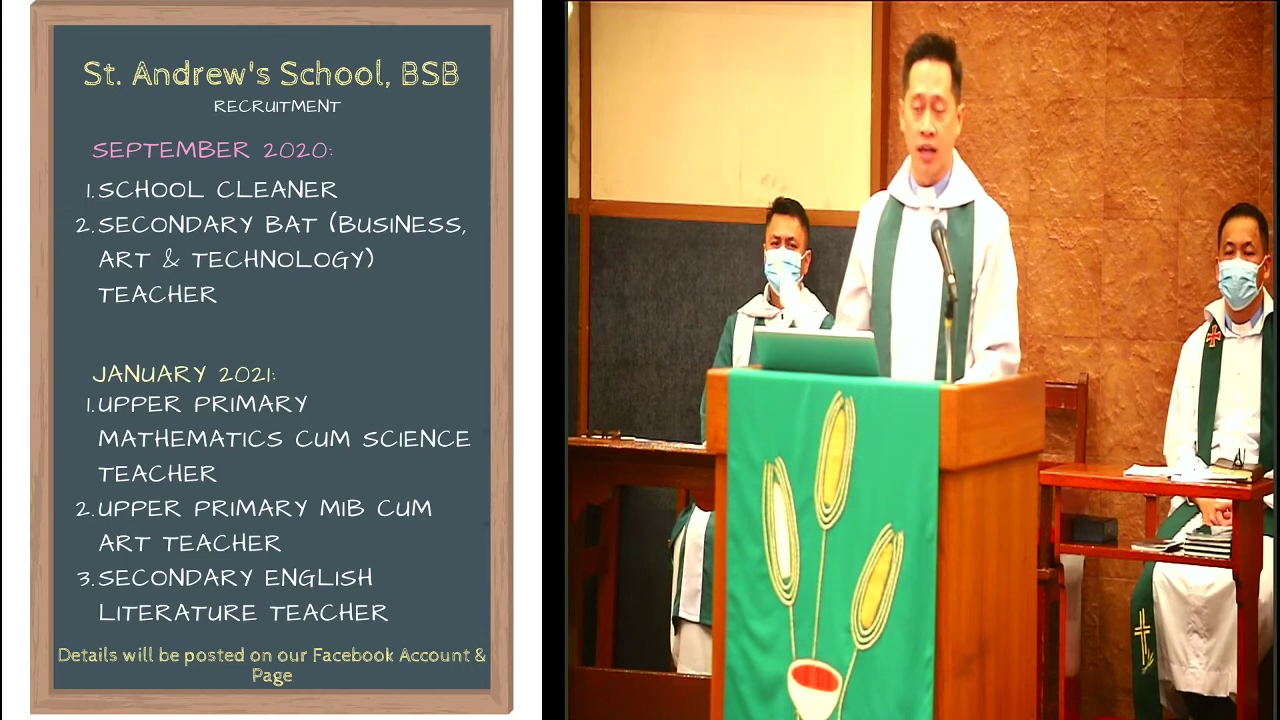 St. Andrew's School, BSB
RECRUITMENT
SEPTEMBER 2020:
1. SCHOOL CLEANER
2. SECONDARY BAT (BUSINESS,
ART & TECHNOLOGY)
TEACHER
JANUARY 2021:
1. UPPER PRIMARY
MATHEMATICS CUM SCIENCE
TEACHER
2. UPPER PRIMARY MIB CUM
ART TEACHER
3. SECONDARY ENGLISH
LITERATURE TEACHER
Details will be posted on our Facebook Account &
Page